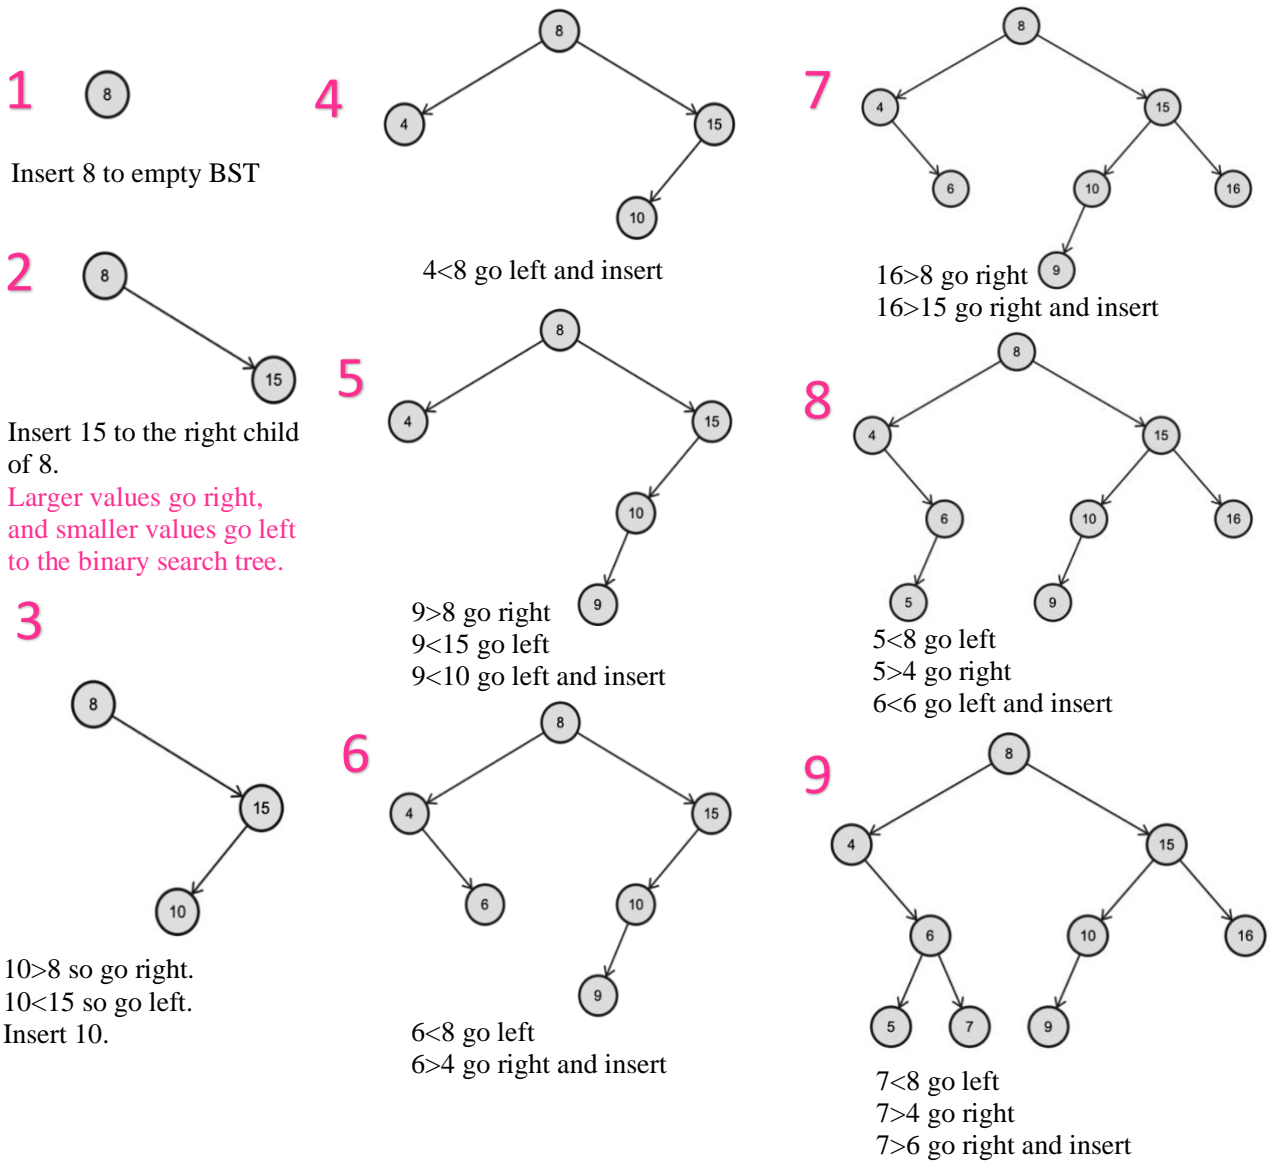 1
8
Insert 8 to empty BST
2
8
15
Insert 15 to the right child
of 8.
Larger values go right,
and smaller values go left
to the binary search tree.
3
8
15
10
10>8 so go right.
10<15 so go left.
Insert 10.
4
8
4
15
10
4<8 go left and insert
5
8
4
15
10
9
9>8 go right
9<15 go left
9<10 go left and insert
6
8
4
15
6
10
9
6<8 go left
6>4 go right and insert
7
8
4
15
6
10
16
9
16>8 go right
16>15 go right and insert
8
8
4
15
6
10
16
5
9
5<8 go left
5>4 go right
6<6 go left and insert
9
8
4
15
6
10
16
5
7
9
7<8 go left
7>4 go right
7>6 go right and insert